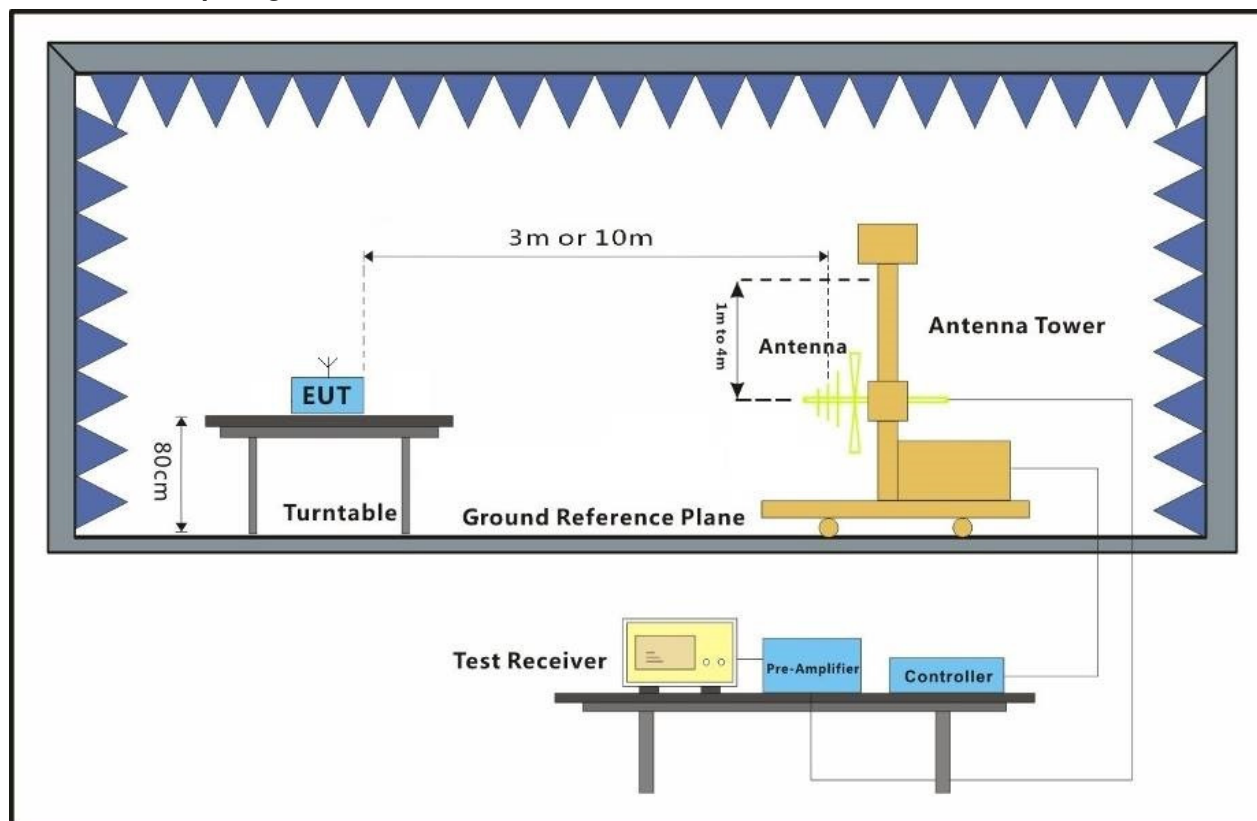 3m or 10m
1m to 4m
Antenna Tower
Antenna
EUT
80cm
Turntable
Ground Reference Plane
Test Receiver
Pre-Amplifier
Controller